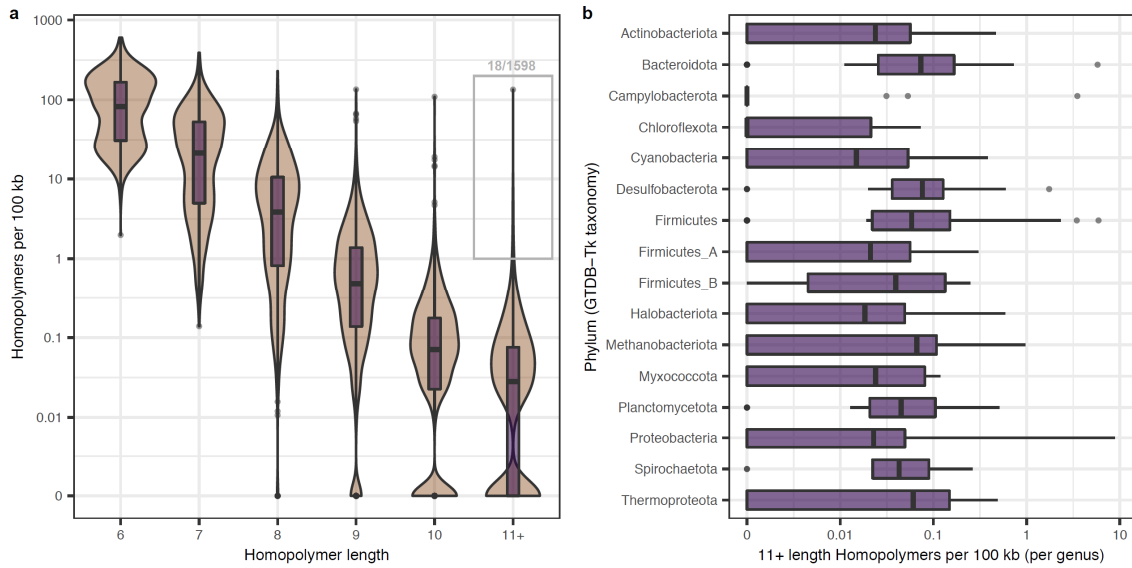 a
Homopolymers per 100 kb
1000
100
10
1
0.1
0.01
0
18/1598
6 7 8 9 10 11+
Homopolymer length
b
Phylum (GTDB−Tk taxonomy)
Actinobacteriota
Bacteroidota
Campylobacterota
Chloroflexota
Cyanobacteria
Desulfobacterota
Firmicutes
Firmicutes_A
Firmicutes_B
Halobacteriota
Methanobacteriota
Myxococcota
Planctomycetota
Proteobacteria
Spirochaetota
Thermoproteota
0 0.01 0.1 1 10
11+ length Homopolymers per 100 kb (per genus)